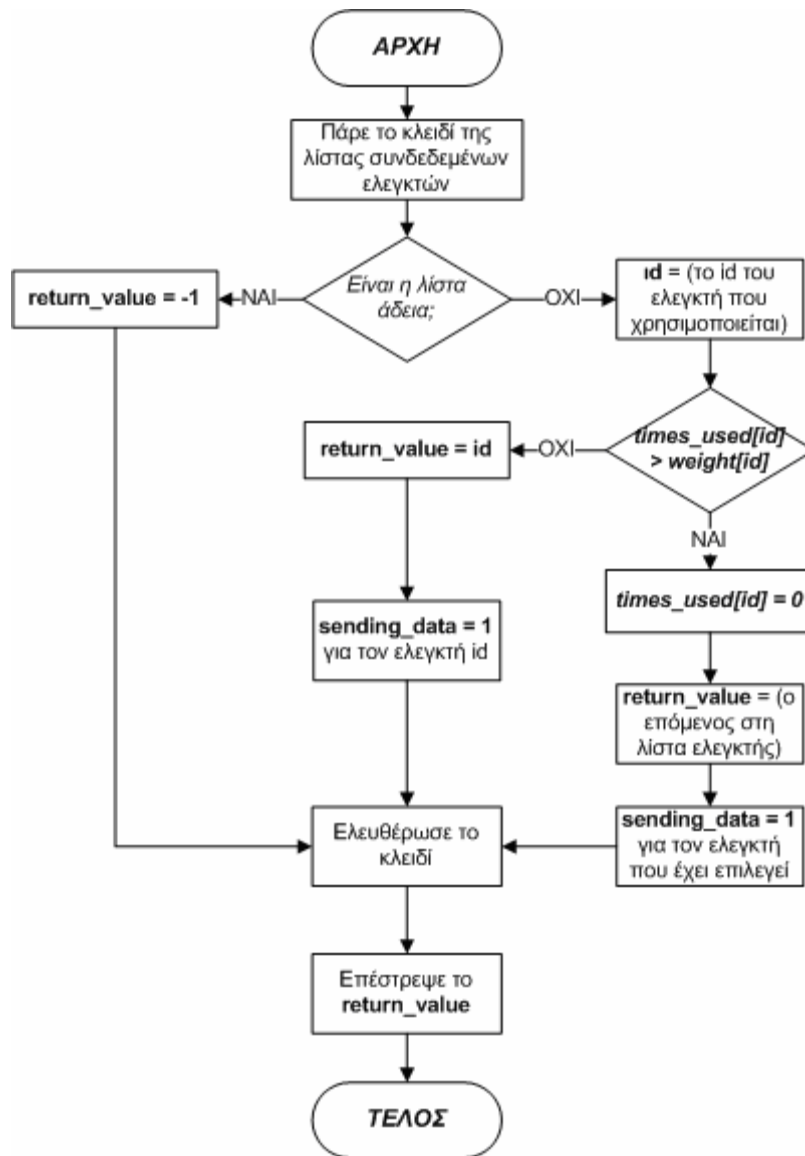 ΑΡΧΗ
Πάρε το κλειδί της
λίστας συνδεδεμένων
ελεγκτών
Είναι η λίστα
άδεια;
ΝΑΙ
return_value = -1
ΟΧΙ
id = (το id του
ελεγκτή που
χρησιμοποιείται)
times_used[id]
> weight[id]
ΟΧΙ
return_value = id
sending_data = 1
για τον ελεγκτή id
ΝΑΙ
times_used[id] = 0
return_value = (ο
επόμενος στη
λίστα ελεγκτής)
sending_data = 1
για τον ελεγκτή
που έχει επιλεγεί
Ελευθέρωσε το
κλειδί
Επέστρεψε το
return_value
ΤΕΛΟΣ